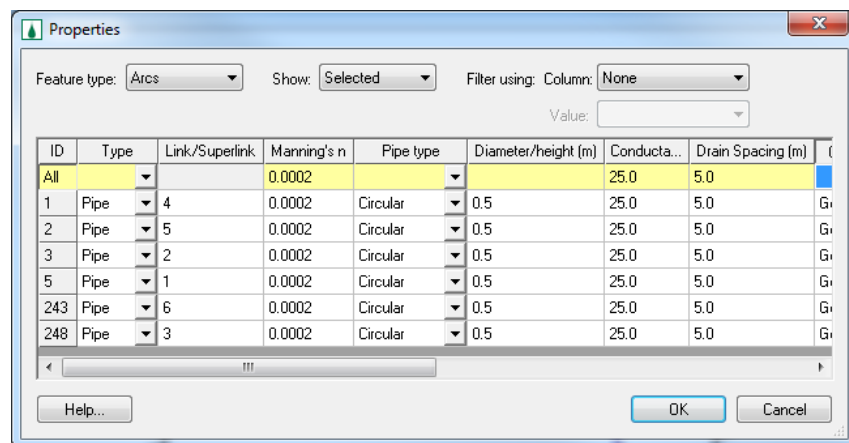 Properties
Feature type: Arcs Show: Selected Filter using: Column: None
Value:
ID Type Link/Superlink Manning's n Pipe type Diameter/height (m) Conducta... Drain Spacing (m)
All 0.0002 25.0 5.0
1 Pipe 4 0.0002 Circular 0.5 25.0 5.0
2 Pipe 5 0.0002 Circular 0.5 25.0 5.0
3 Pipe 2 0.0002 Circular 0.5 25.0 5.0
5 Pipe 1 0.0002 Circular 0.5 25.0 5.0
243 Pipe 6 0.0002 Circular 0.5 25.0 5.0
248 Pipe 3 0.0002 Circular 0.5 25.0 5.0
Help... OK Cancel